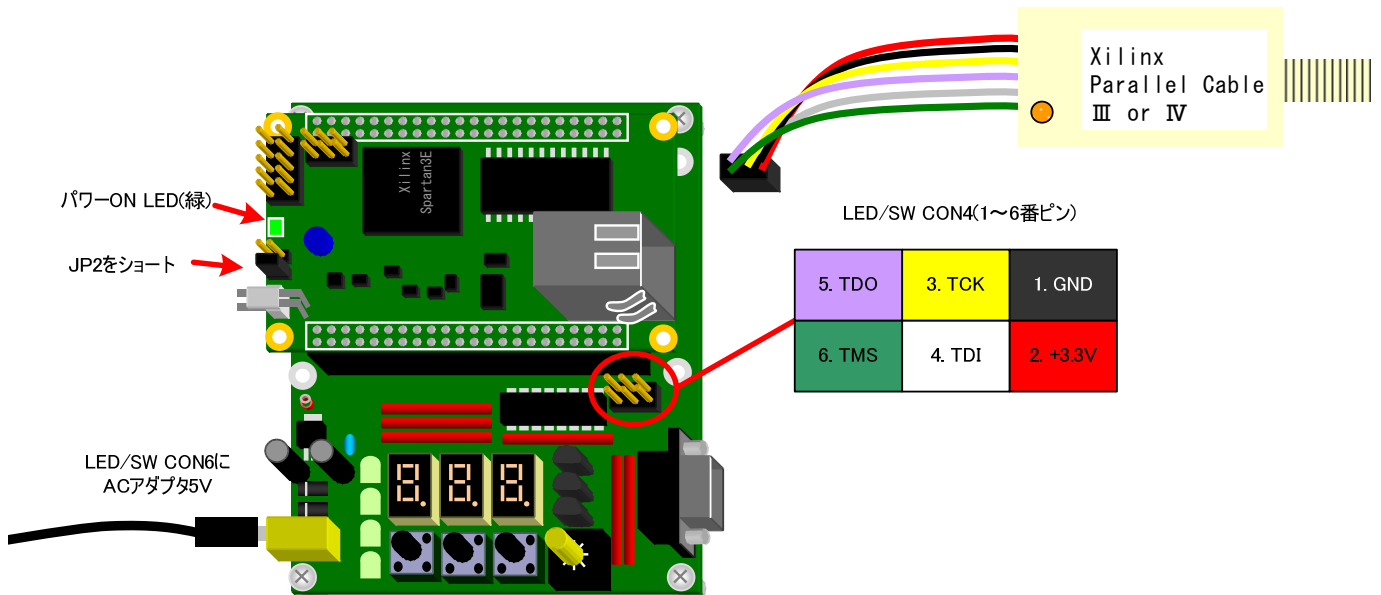 Xilinx
Parallel Cable
Ⅲ or Ⅳ
Xilinx
Spartan3E
パワーON LED(緑)
JP2をショート
LED/SW CON4(1～6番ピン)
5. TDO
3. TCK
1. GND
6. TMS
4. TDI
2. +3.3V
LED/SW CON6に
ACアダプタ5V